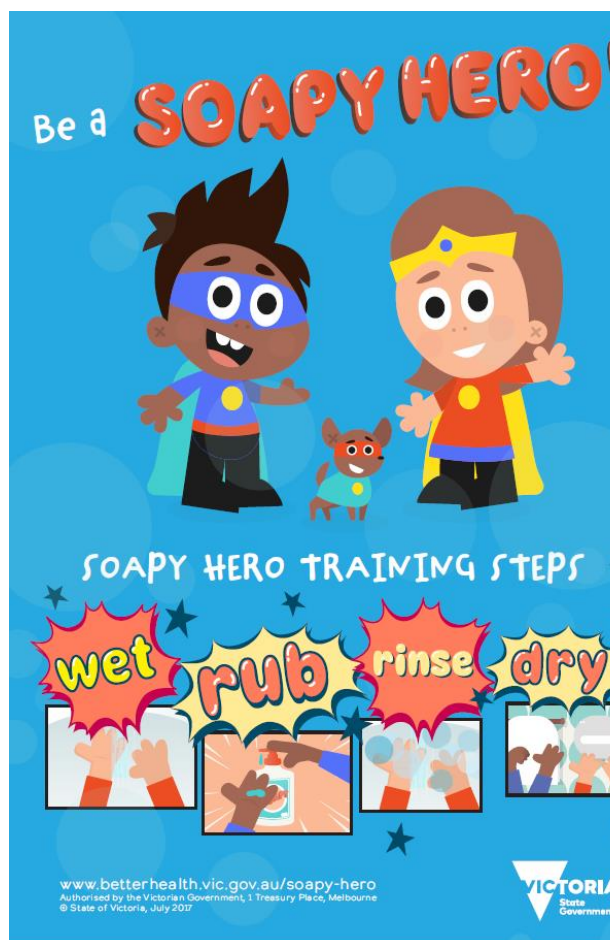 Be a SOAPY HERO
SOAPY HERO TRAINING STEPS
wet
rub
rinse
dry
www.betterhealth.vic.gov.au/soapy-hero
Authorised by the Victorian Government, 1 Treasury Place, Melbourne
© State of Victoria, July 2017
VICTORIA
State
Government